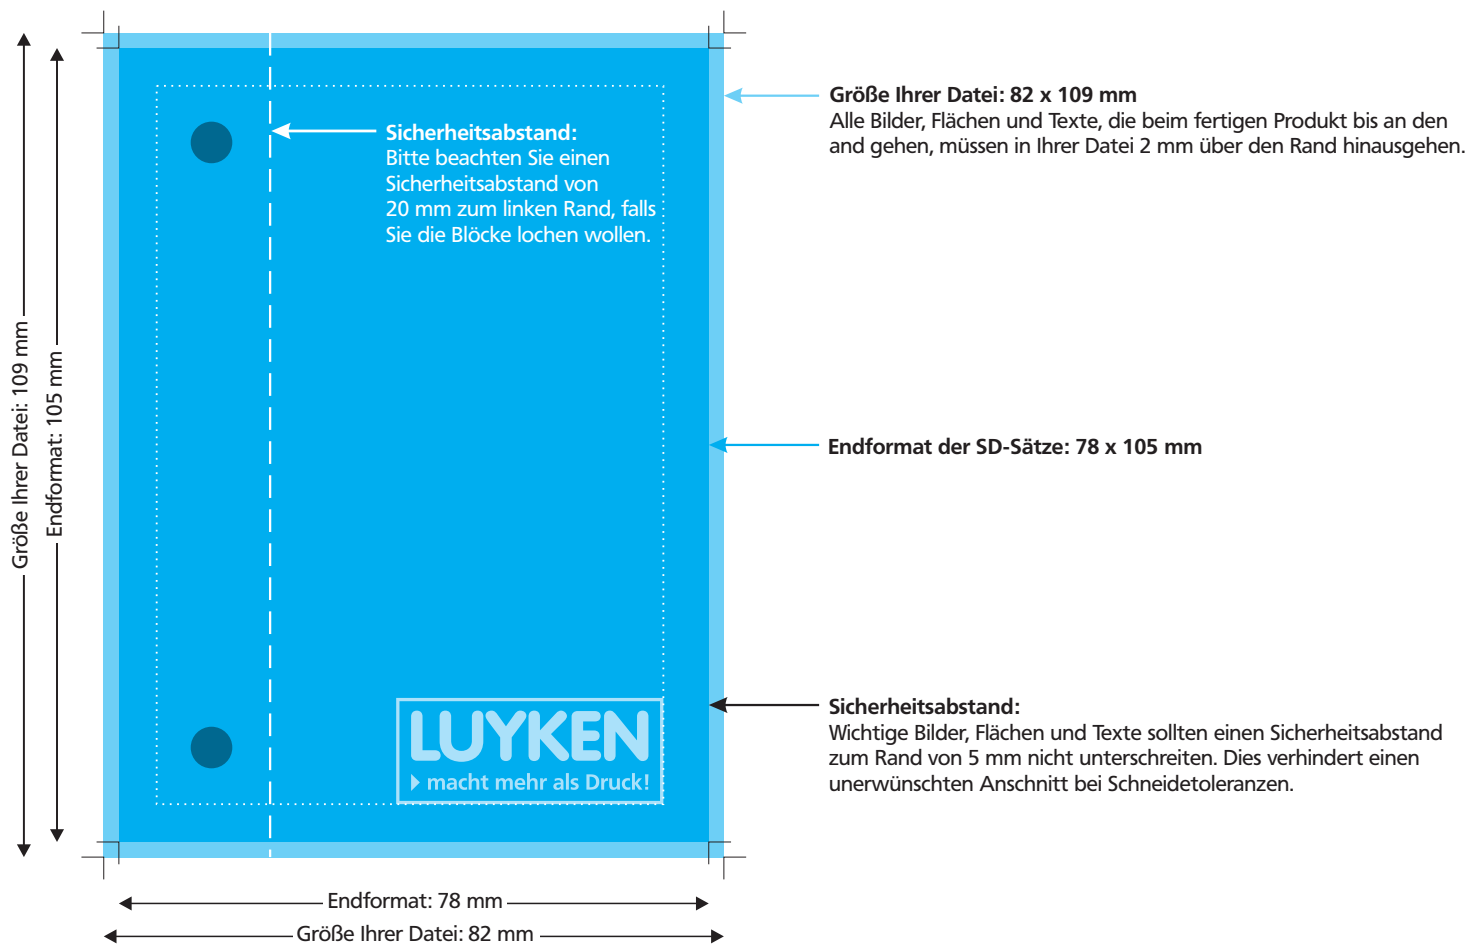 Größe Ihrer Datei: 82 x 109 mm
Alle Bilder, Flächen und Texte, die beim fertigen Produkt bis an den
and gehen, müssen in Ihrer Datei 2 mm über den Rand hinausgehen.
Sicherheitsabstand:
Bitte beachten Sie einen
Sicherheitsabstand von
20 mm zum linken Rand, falls
Sie die Blöcke lochen wollen.
Größe Ihrer Datei: 109 mm
Endformat: 105 mm
Endformat der SD-Sätze: 78 x 105 mm
Sicherheitsabstand:
Wichtige Bilder, Flächen und Texte sollten einen Sicherheitsabstand
zum Rand von 5 mm nicht unterschreiten. Dies verhindert einen
unerwünschten Anschnitt bei Schneidetoleranzen.
LUYKEN
macht mehr als Druck!
Endformat: 78 mm
Größe Ihrer Datei: 82 mm